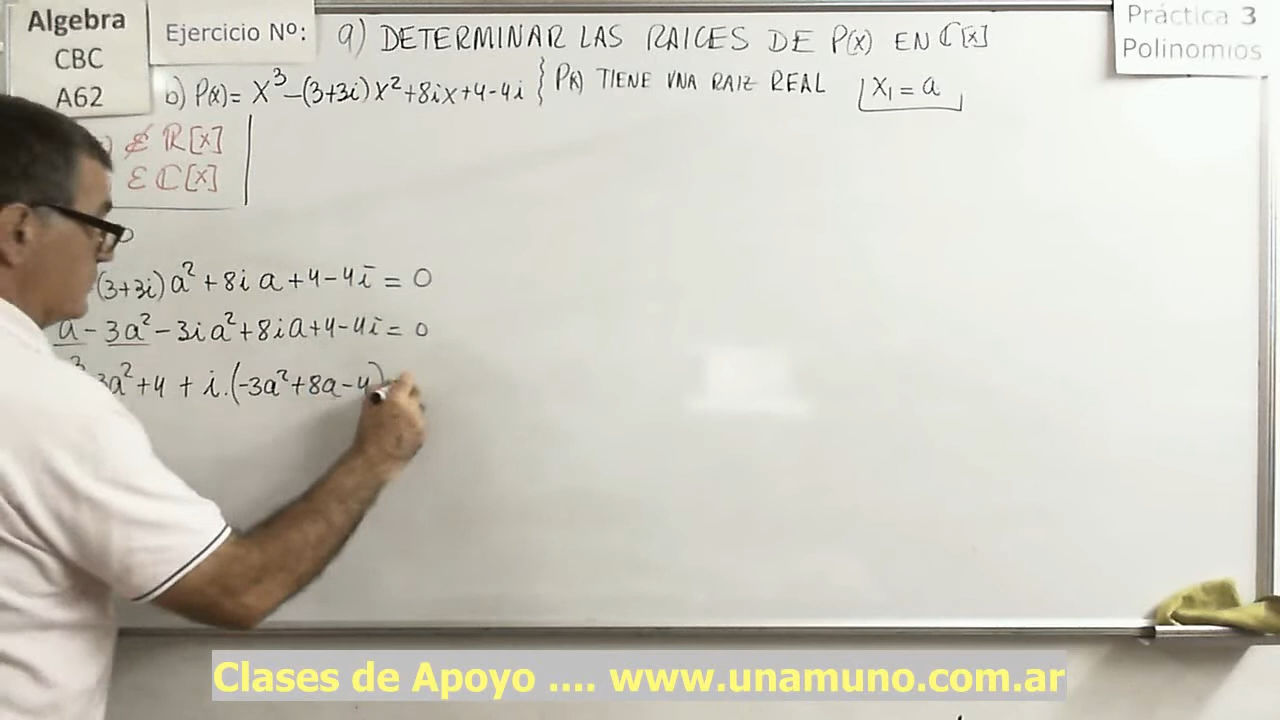 Algebra
CBC
A62
Ejercicio Nº:
a) DETERMINAR LAS RAICES DE P(x) EN ℂ[x]
b) P(x) = X³-(3+3i)x²+8ix+4-4i } P(x) TIENE UNA RAIZ REAL X₁ = a
Práctica 3
Polinomios
) ∉ ℝ[x]
∈ ℂ[x]
(3+3i)a²+8ia+4-4i=0
a-3a²-3ia²+8ia+4-4i=0
³ 3a²+4+i.(-3a²+8a-4)
Clases de Apoyo .... www.unamuno.com.ar